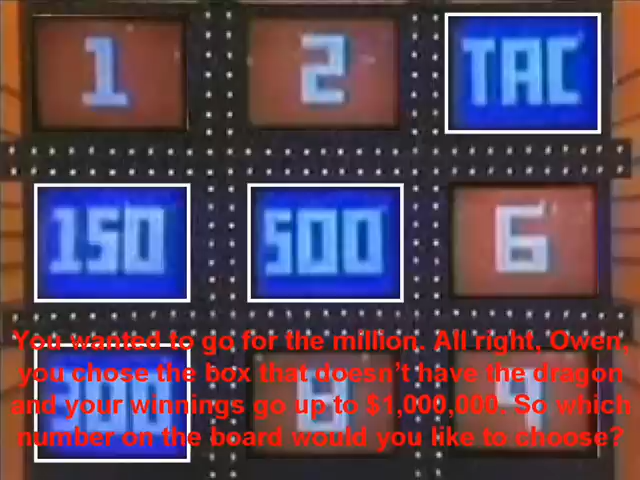 1 2 TAC
150 500 6
You wanted to go for the million. All right, Owen,
you chose the box that doesn't have the dragon
and your winnings go up to $1,000,000. So which
number on the board would you like to choose?